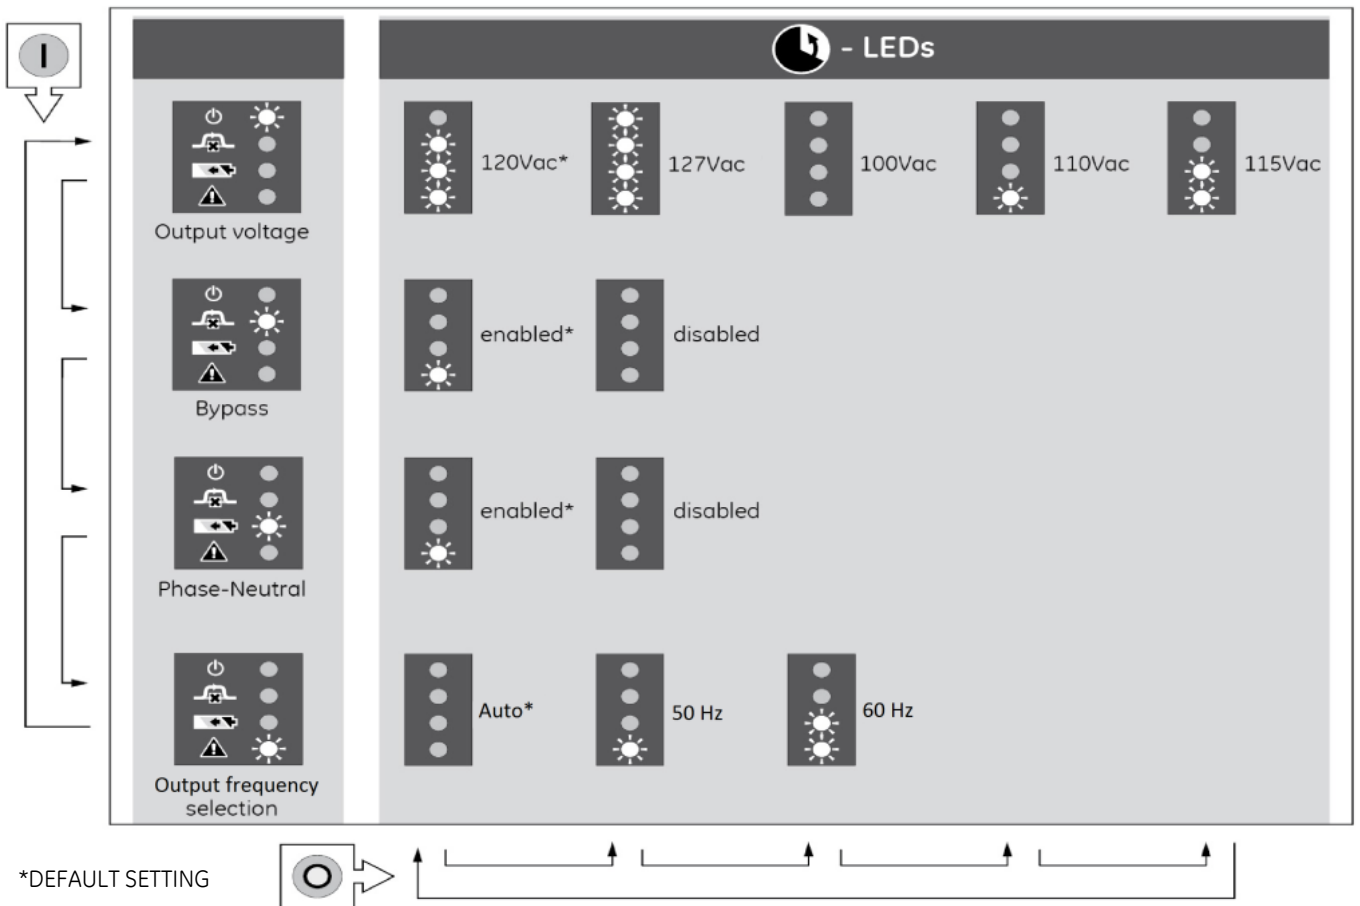 I
- LEDs
120Vac* 127Vac 100Vac 110Vac 115Vac
Output voltage
enabled* disabled
Bypass
enabled* disabled
Phase-Neutral
Auto* 50 Hz 60 Hz
Output frequency
selection
*DEFAULT SETTING
O